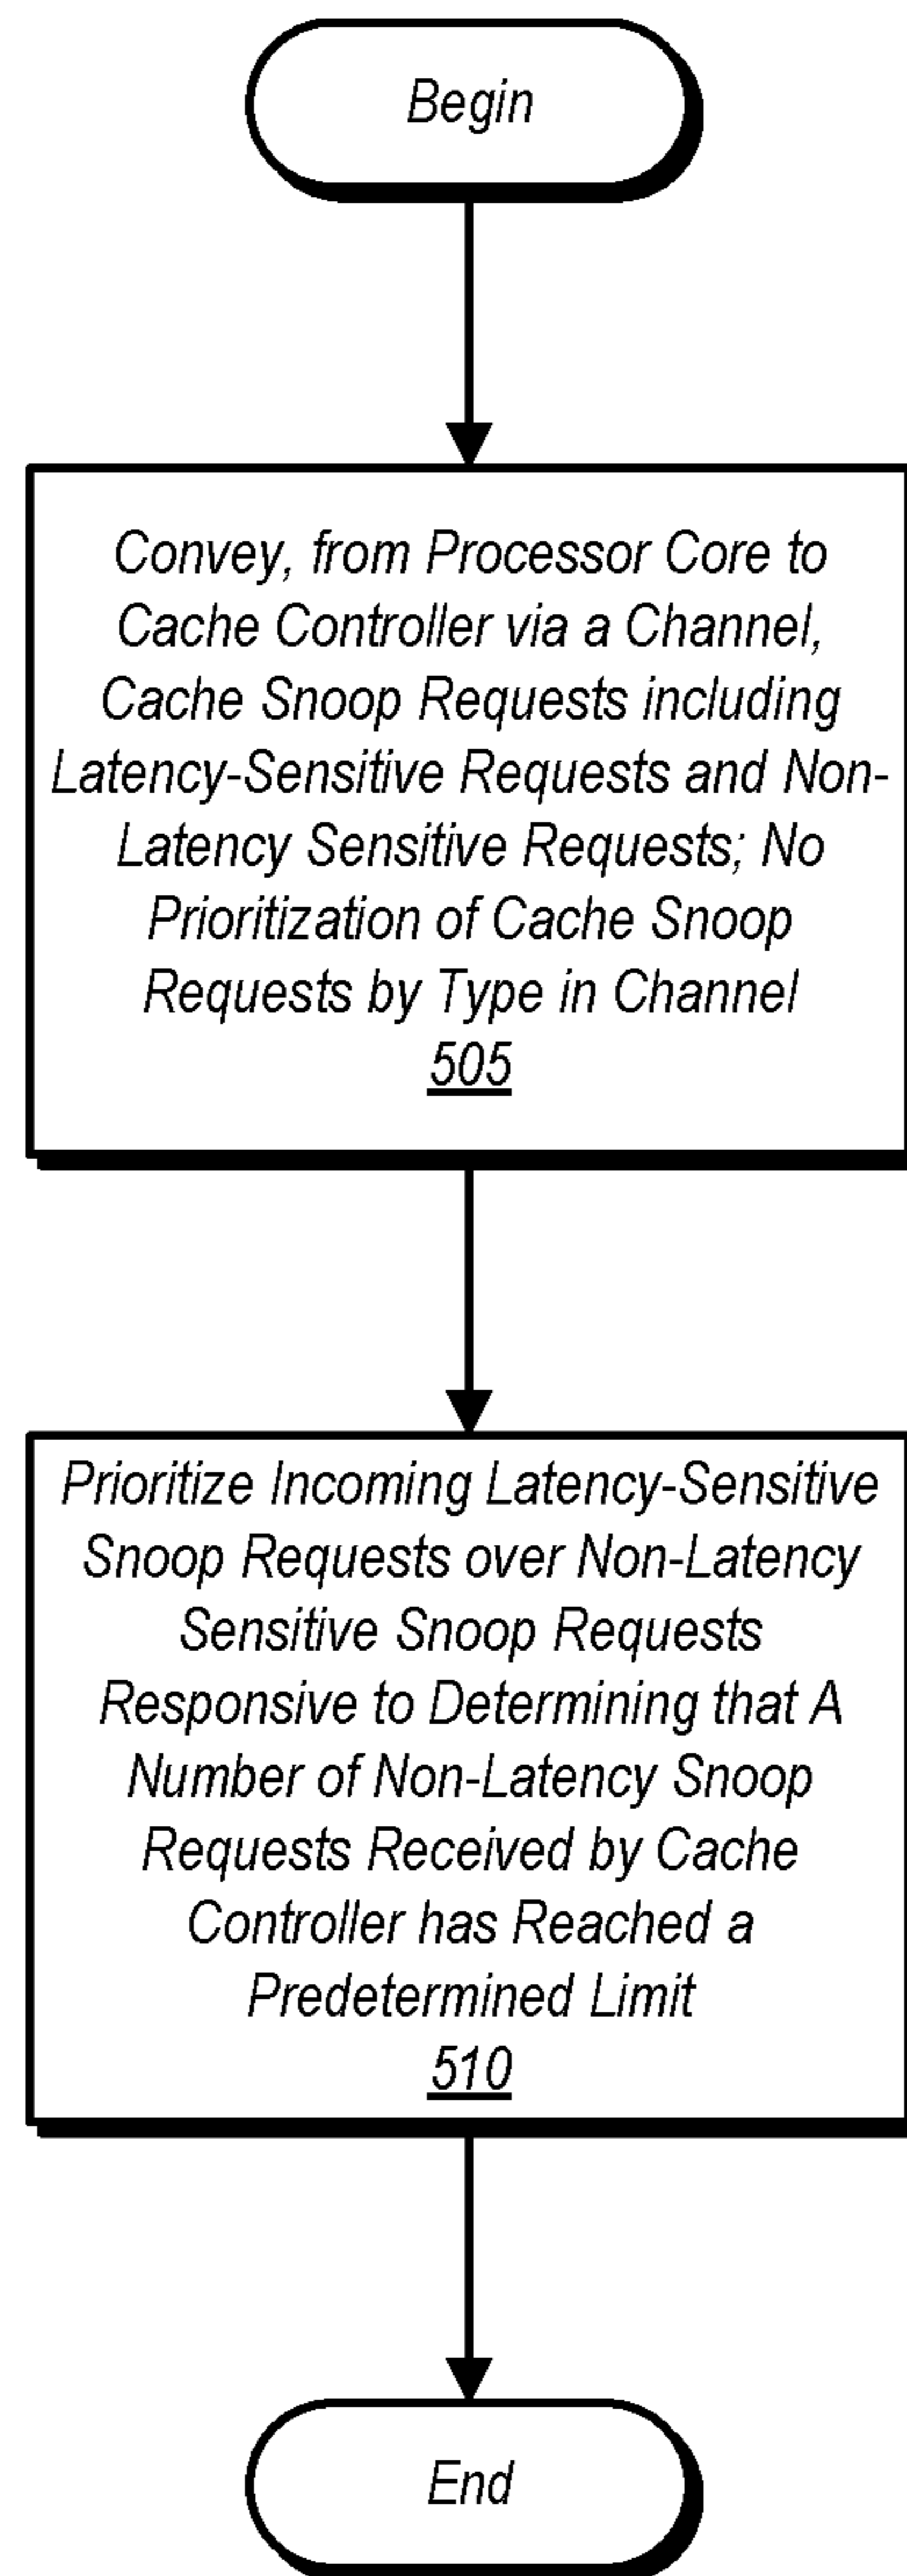 Begin
Convey, from Processor Core to
Cache Controller via a Channel,
Cache Snoop Requests including
Latency-Sensitive Requests and Non-
Latency Sensitive Requests; No
Prioritization of Cache Snoop
Requests by Type in Channel
505
Prioritize Incoming Latency-Sensitive
Snoop Requests over Non-Latency
Sensitive Snoop Requests
Responsive to Determining that A
Number of Non-Latency Snoop
Requests Received by Cache
Controller has Reached a
Predetermined Limit
510
End